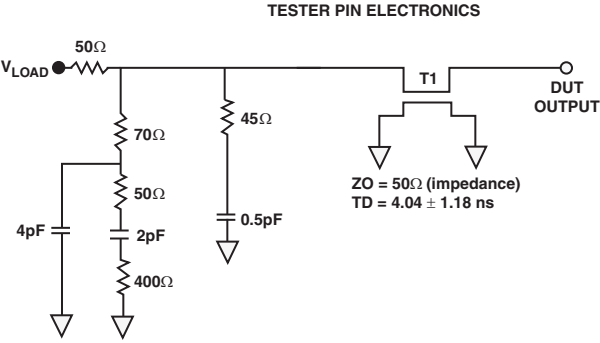 TESTER PIN ELECTRONICS
50Ω
VLOAD
T1
DUT
OUTPUT
70Ω
45Ω
50Ω
ZO = 50Ω (impedance)
TD = 4.04 ± 1.18 ns
4pF
2pF
0.5pF
400Ω